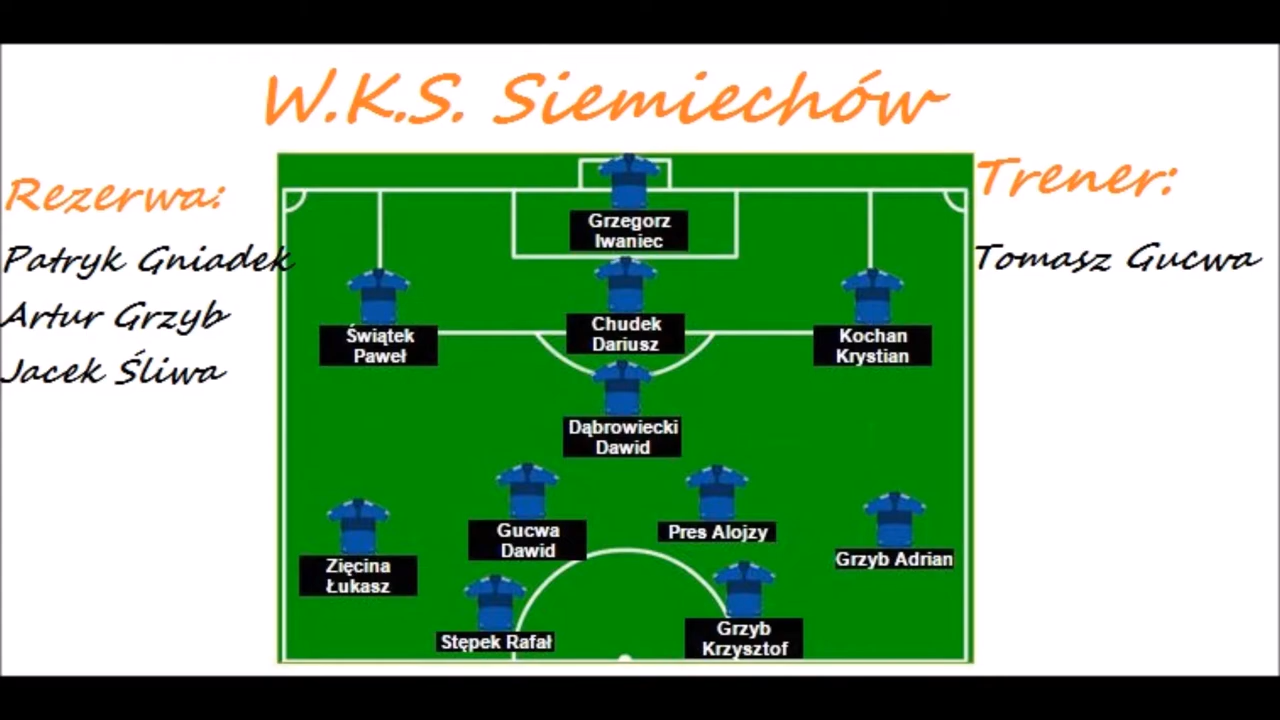 W.K.S. Siemiechów
Rezerwa:
Patryk Gniadek
Artur Grzyb
Jacek Śliwa
Trener:
Tomasz Gucwa
Grzegorz
Iwaniec
Świątek
Paweł
Chudek
Dariusz
Kochan
Krystian
Dąbrowiecki
Dawid
Zięcina
Łukasz
Gucwa
Dawid
Pres Alojzy
Grzyb Adrian
Stępek Rafał
Grzyb
Krzysztof